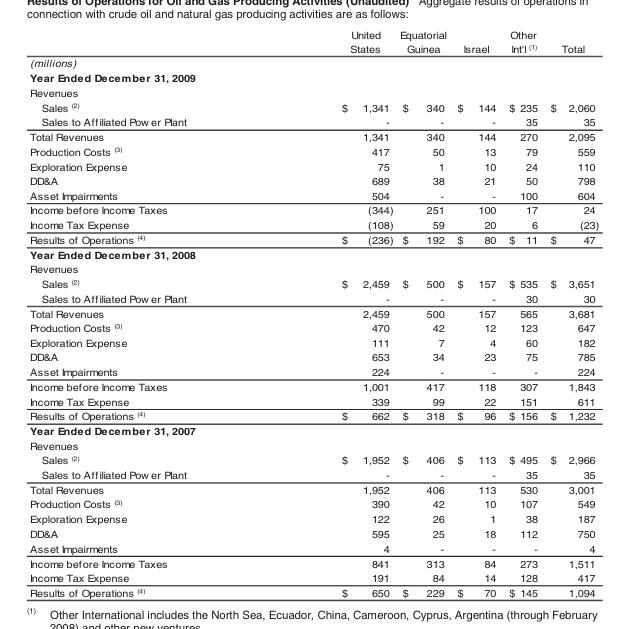 Results of Operations for Oil and Gas Producing Activities (Unaudited) Aggregate results of operations in
connection with crude oil and natural gas producing activities are as follows:
United Equatorial Other
States Guinea Israel Int'l (1) Total
(millions)
Year Ended December 31, 2009
Revenues
Sales (2) $ 1,341 $ 340 $ 144 $ 235 $ 2,060
Sales to Affiliated Power Plant - - - 35 35
Total Revenues 1,341 340 144 270 2,095
Production Costs (3) 417 50 13 79 559
Exploration Expense 75 1 10 24 110
DD&A 689 38 21 50 798
Asset Impairments 504 - - 100 604
Income before Income Taxes (344) 251 100 17 24
Income Tax Expense (108) 59 20 6 (23)
Results of Operations (4) $ (236) $ 192 $ 80 $ 11 $ 47
Year Ended December 31, 2008
Revenues
Sales (2) $ 2,459 $ 500 $ 157 $ 535 $ 3,651
Sales to Affiliated Power Plant - - - 30 30
Total Revenues 2,459 500 157 565 3,681
Production Costs (3) 470 42 12 123 647
Exploration Expense 111 7 4 60 182
DD&A 653 34 23 75 785
Asset Impairments 224 - - - 224
Income before Income Taxes 1,001 417 118 307 1,843
Income Tax Expense 339 99 22 151 611
Results of Operations (4) $ 662 $ 318 $ 96 $ 156 $ 1,232
Year Ended December 31, 2007
Revenues
Sales (2) $ 1,952 $ 406 $ 113 $ 495 $ 2,966
Sales to Affiliated Power Plant - - - 35 35
Total Revenues 1,952 406 113 530 3,001
Production Costs (3) 390 42 10 107 549
Exploration Expense 122 26 1 38 187
DD&A 595 25 18 112 750
Asset Impairments 4 - - - 4
Income before Income Taxes 841 313 84 273 1,511
Income Tax Expense 191 84 14 128 417
Results of Operations (4) $ 650 $ 229 $ 70 $ 145 $ 1,094
(1) Other International includes the North Sea, Ecuador, China, Cameroon, Cyprus, Argentina (through February
2008) and other new ventures.